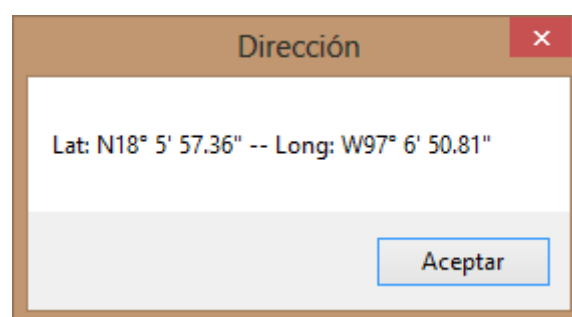 Dirección
Lat: N18° 5' 57.36" -- Long: W97° 6' 50.81"
Aceptar